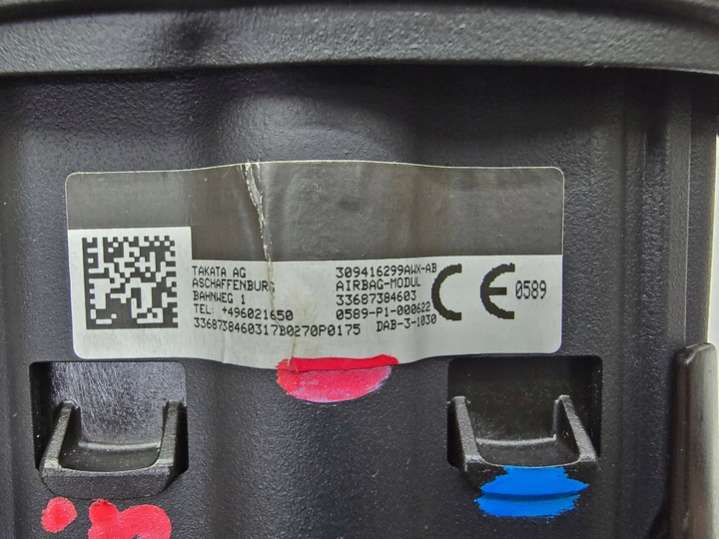 TAKATA AG
ASCHAFFENBURG
BAHNWEG 1
TEL: +496021650
3368738460317B0270P0175
309416299AWX-AB
AIRBAG-MODUL
33687384603
0589-P1-000622
DAB-3-1030
CE 0589